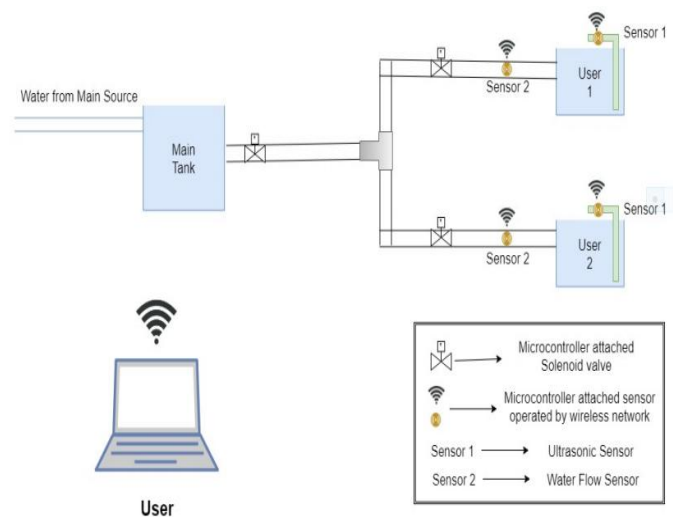 Water from Main Source
Main
Tank
Sensor 2
User
1
Sensor 1
Sensor 2
User
2
Sensor 1
User
Microcontroller attached
Solenoid valve
Microcontroller attached sensor
operated by wireless network
Sensor 1
Ultrasonic Sensor
Sensor 2
Water Flow Sensor